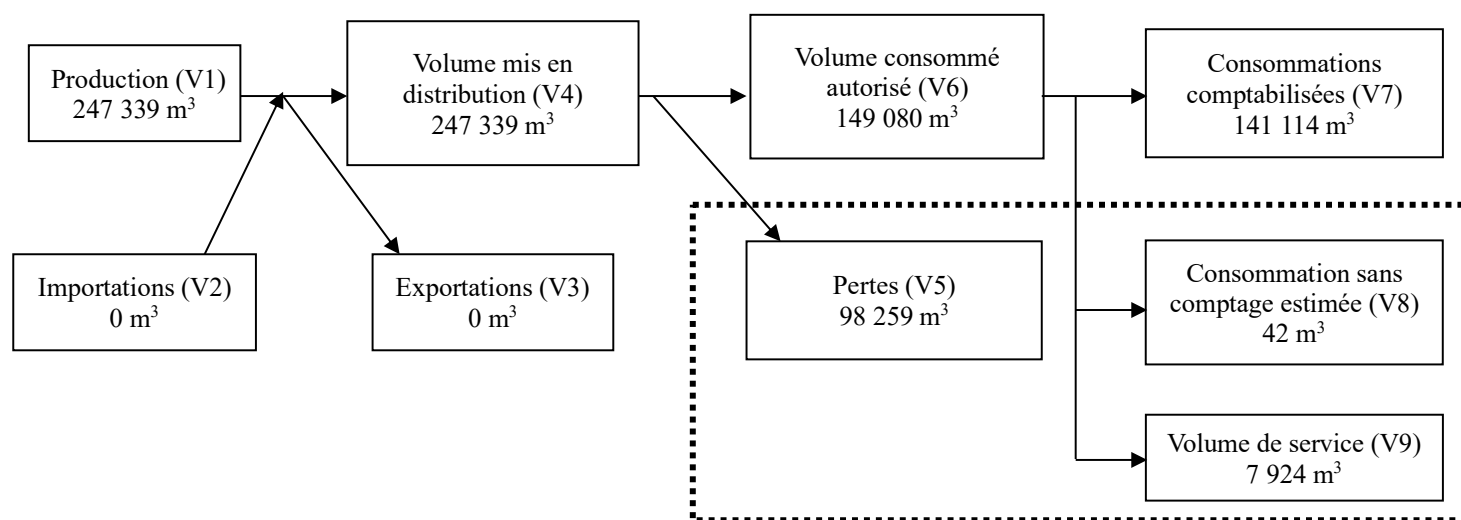 Production (V1)
247 339 m³
Volume mis en
distribution (V4)
247 339 m³
Volume consommé
autorisé (V6)
149 080 m³
Consommations
comptabilisées (V7)
141 114 m³
Importations (V2)
0 m³
Exportations (V3)
0 m³
Pertes (V5)
98 259 m³
Consommation sans
comptage estimée (V8)
42 m³
Volume de service (V9)
7 924 m³